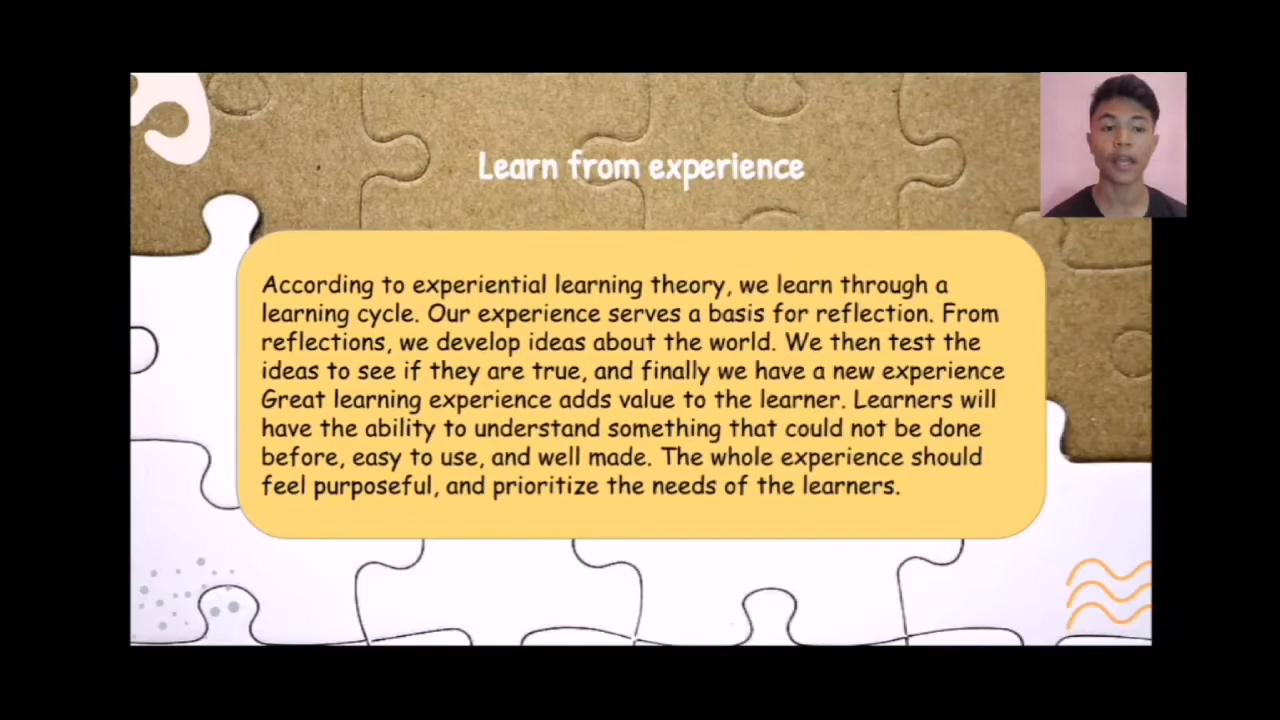 Learn from experience
According to experiential learning theory, we learn through a
learning cycle. Our experience serves a basis for reflection. From
reflections, we develop ideas about the world. We then test the
ideas to see if they are true, and finally we have a new experience
Great learning experience adds value to the learner. Learners will
have the ability to understand something that could not be done
before, easy to use, and well made. The whole experience should
feel purposeful, and prioritize the needs of the learners.